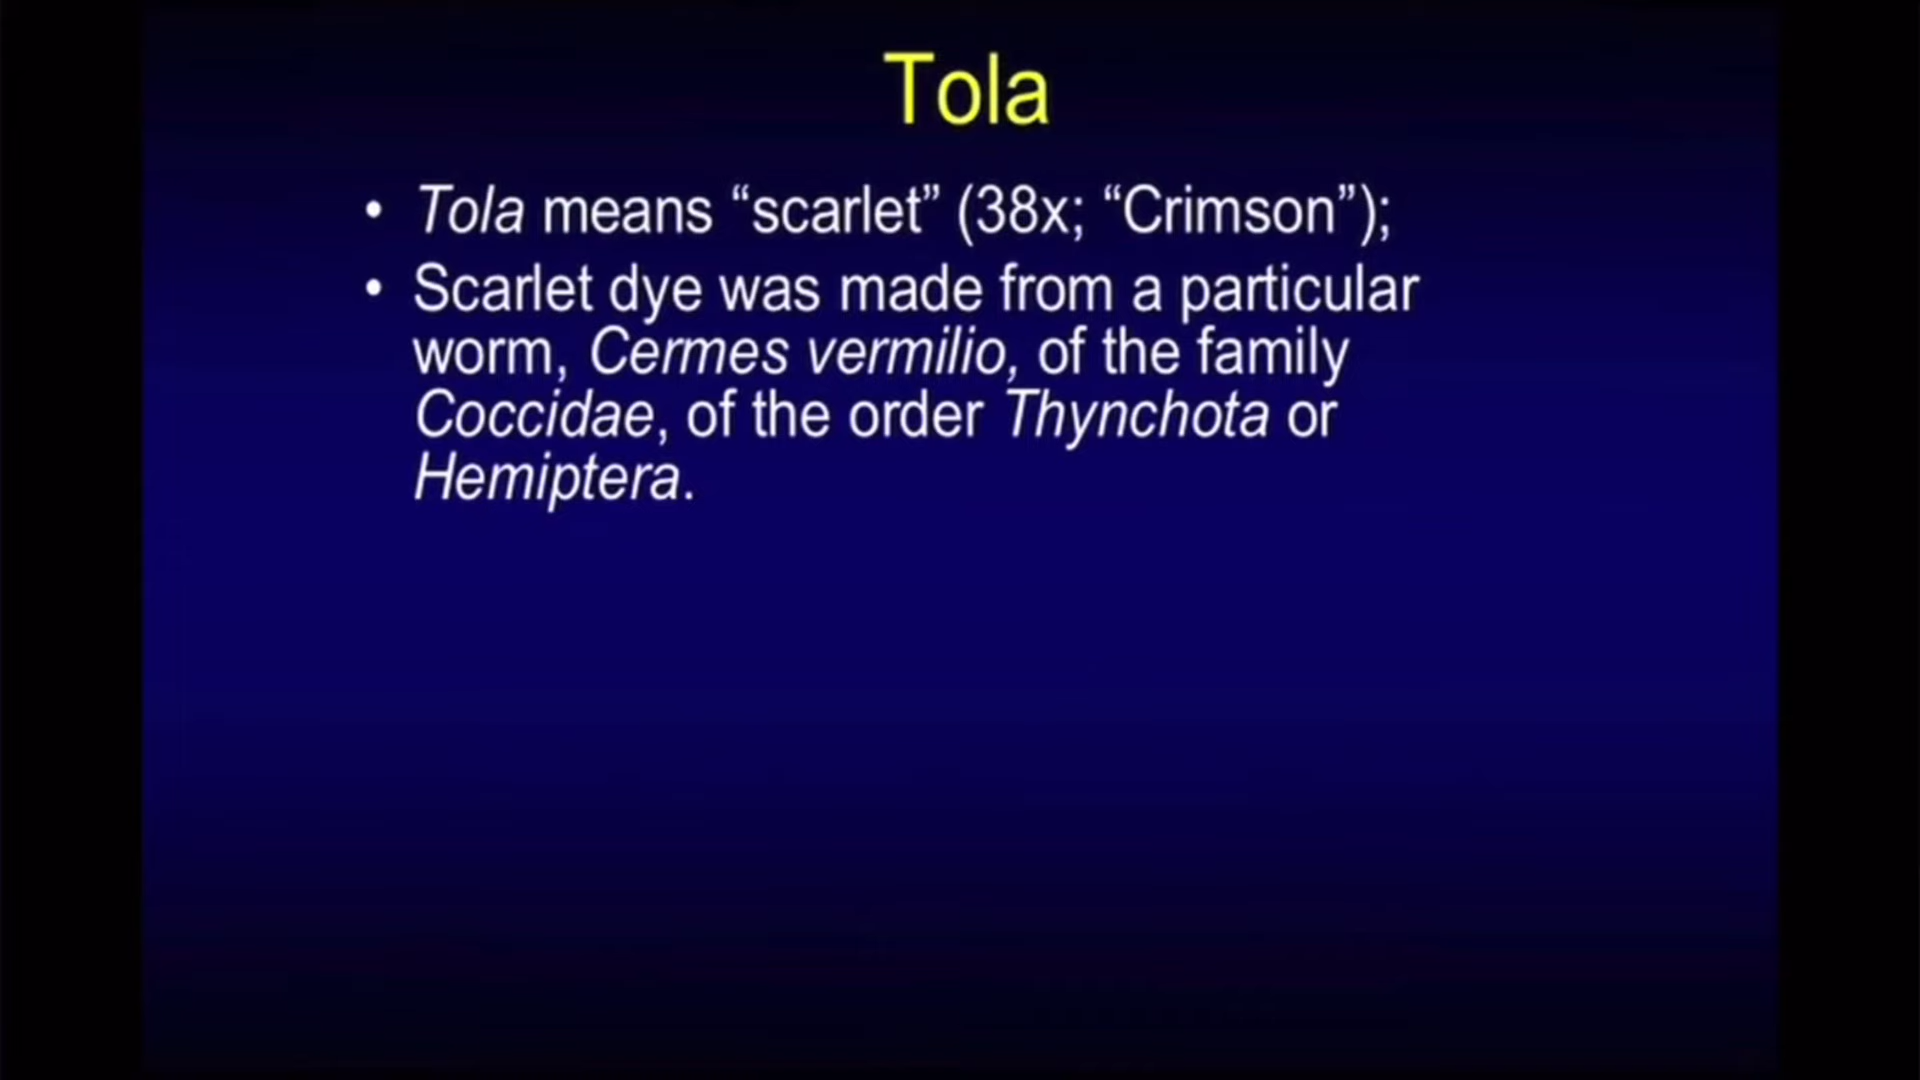 Tola
• Tola means “scarlet” (38x; “Crimson”);
• Scarlet dye was made from a particular
worm, Cermes vermilio, of the family
Coccidae, of the order Thynchota or
Hemiptera.